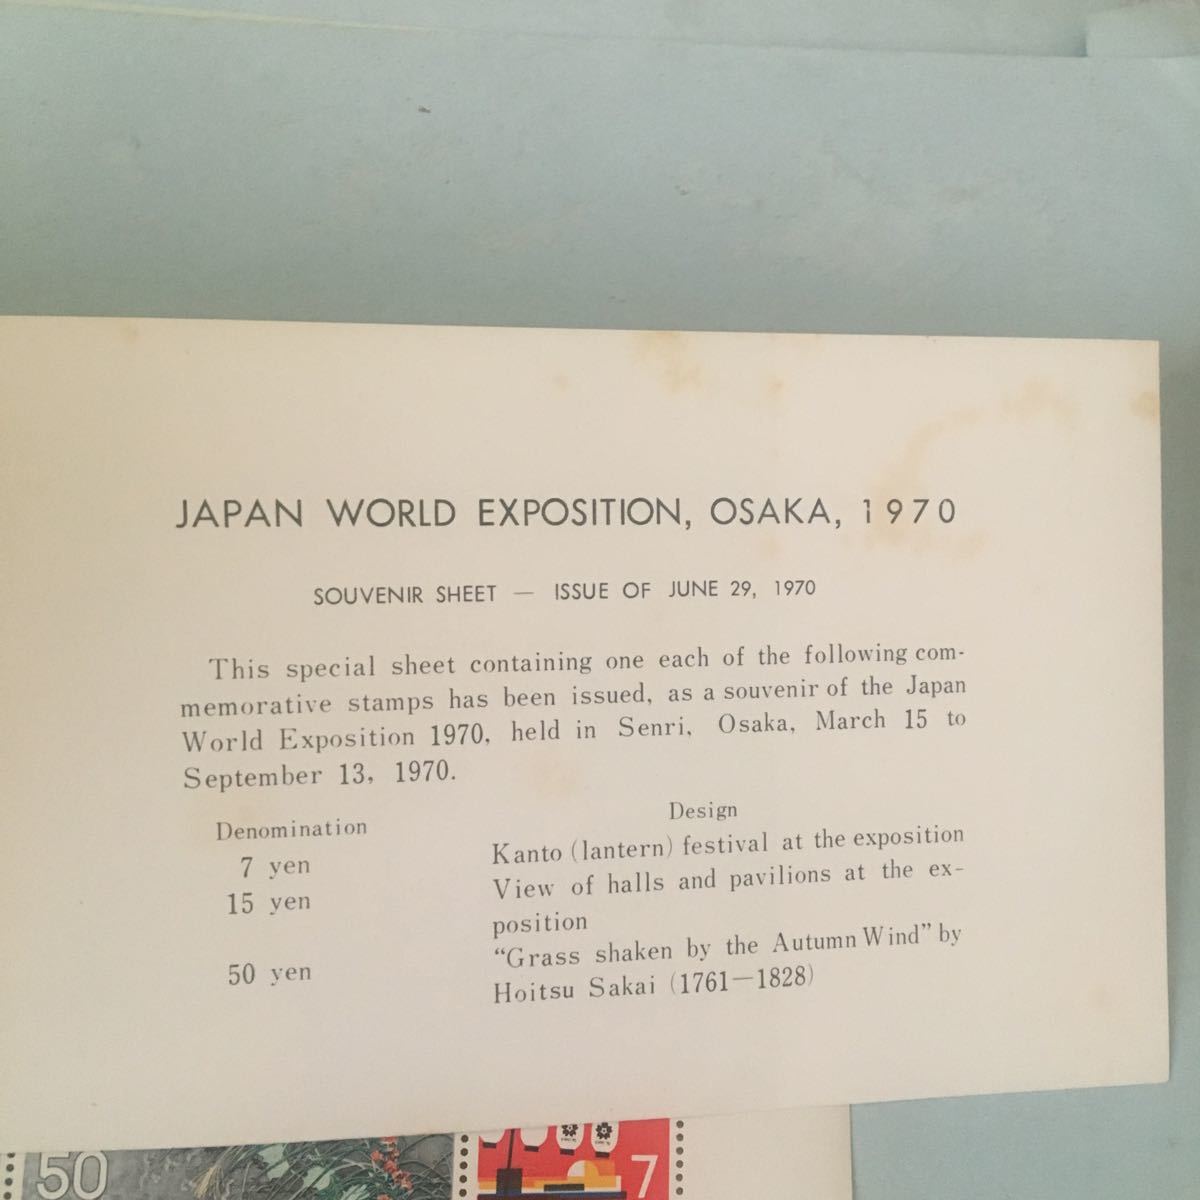 JAPAN WORLD EXPOSITION, OSAKA, 1970
SOUVENIR SHEET — ISSUE OF JUNE 29, 1970
This special sheet containing one each of the following com-
memorative stamps has been issued, as a souvenir of the Japan
World Exposition 1970, held in Senri, Osaka, March 15 to
September 13, 1970.
Denomination Design
7 yen Kanto (lantern) festival at the exposition
15 yen View of halls and pavilions at the ex-
position
50 yen "Grass shaken by the Autumn Wind" by
Hoitsu Sakai (1761—1828)
50
7